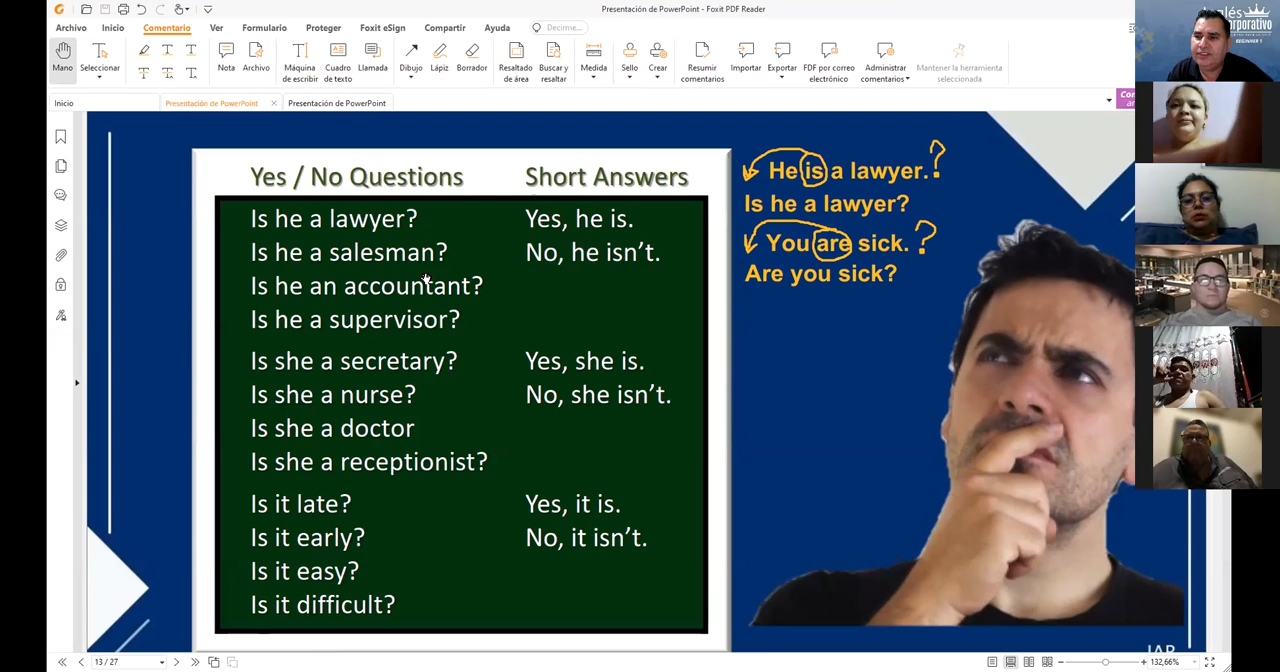 Presentación de PowerPoint - Foxit PDF Reader
Archivo Inicio Comentario Ver Formulario Proteger Foxit eSign Compartir Ayuda Decirme...
Mano Seleccionar Nota Archivo Máquina de escribir Cuadro de texto Llamada Dibujo Lápiz Borrador Resaltado de área Buscar y resaltar Medida Sello Crear Resumir comentarios Importar Exportar FDF por correo electrónico Administrar comentarios Mantener la herramienta seleccionada
Inicio Presentación de PowerPoint Presentación de PowerPoint
Yes / No Questions Short Answers
Is he a lawyer? Yes, he is.
Is he a salesman? No, he isn't.
Is he an accountant?
Is he a supervisor?
Is she a secretary? Yes, she is.
Is she a nurse? No, she isn't.
Is she a doctor
Is she a receptionist?
Is it late? Yes, it is.
Is it early? No, it isn't.
Is it easy?
Is it difficult?
He is a lawyer.?
Is he a lawyer?
You are sick.?
Are you sick?
BEGINNER 1
13 / 27
132,66%